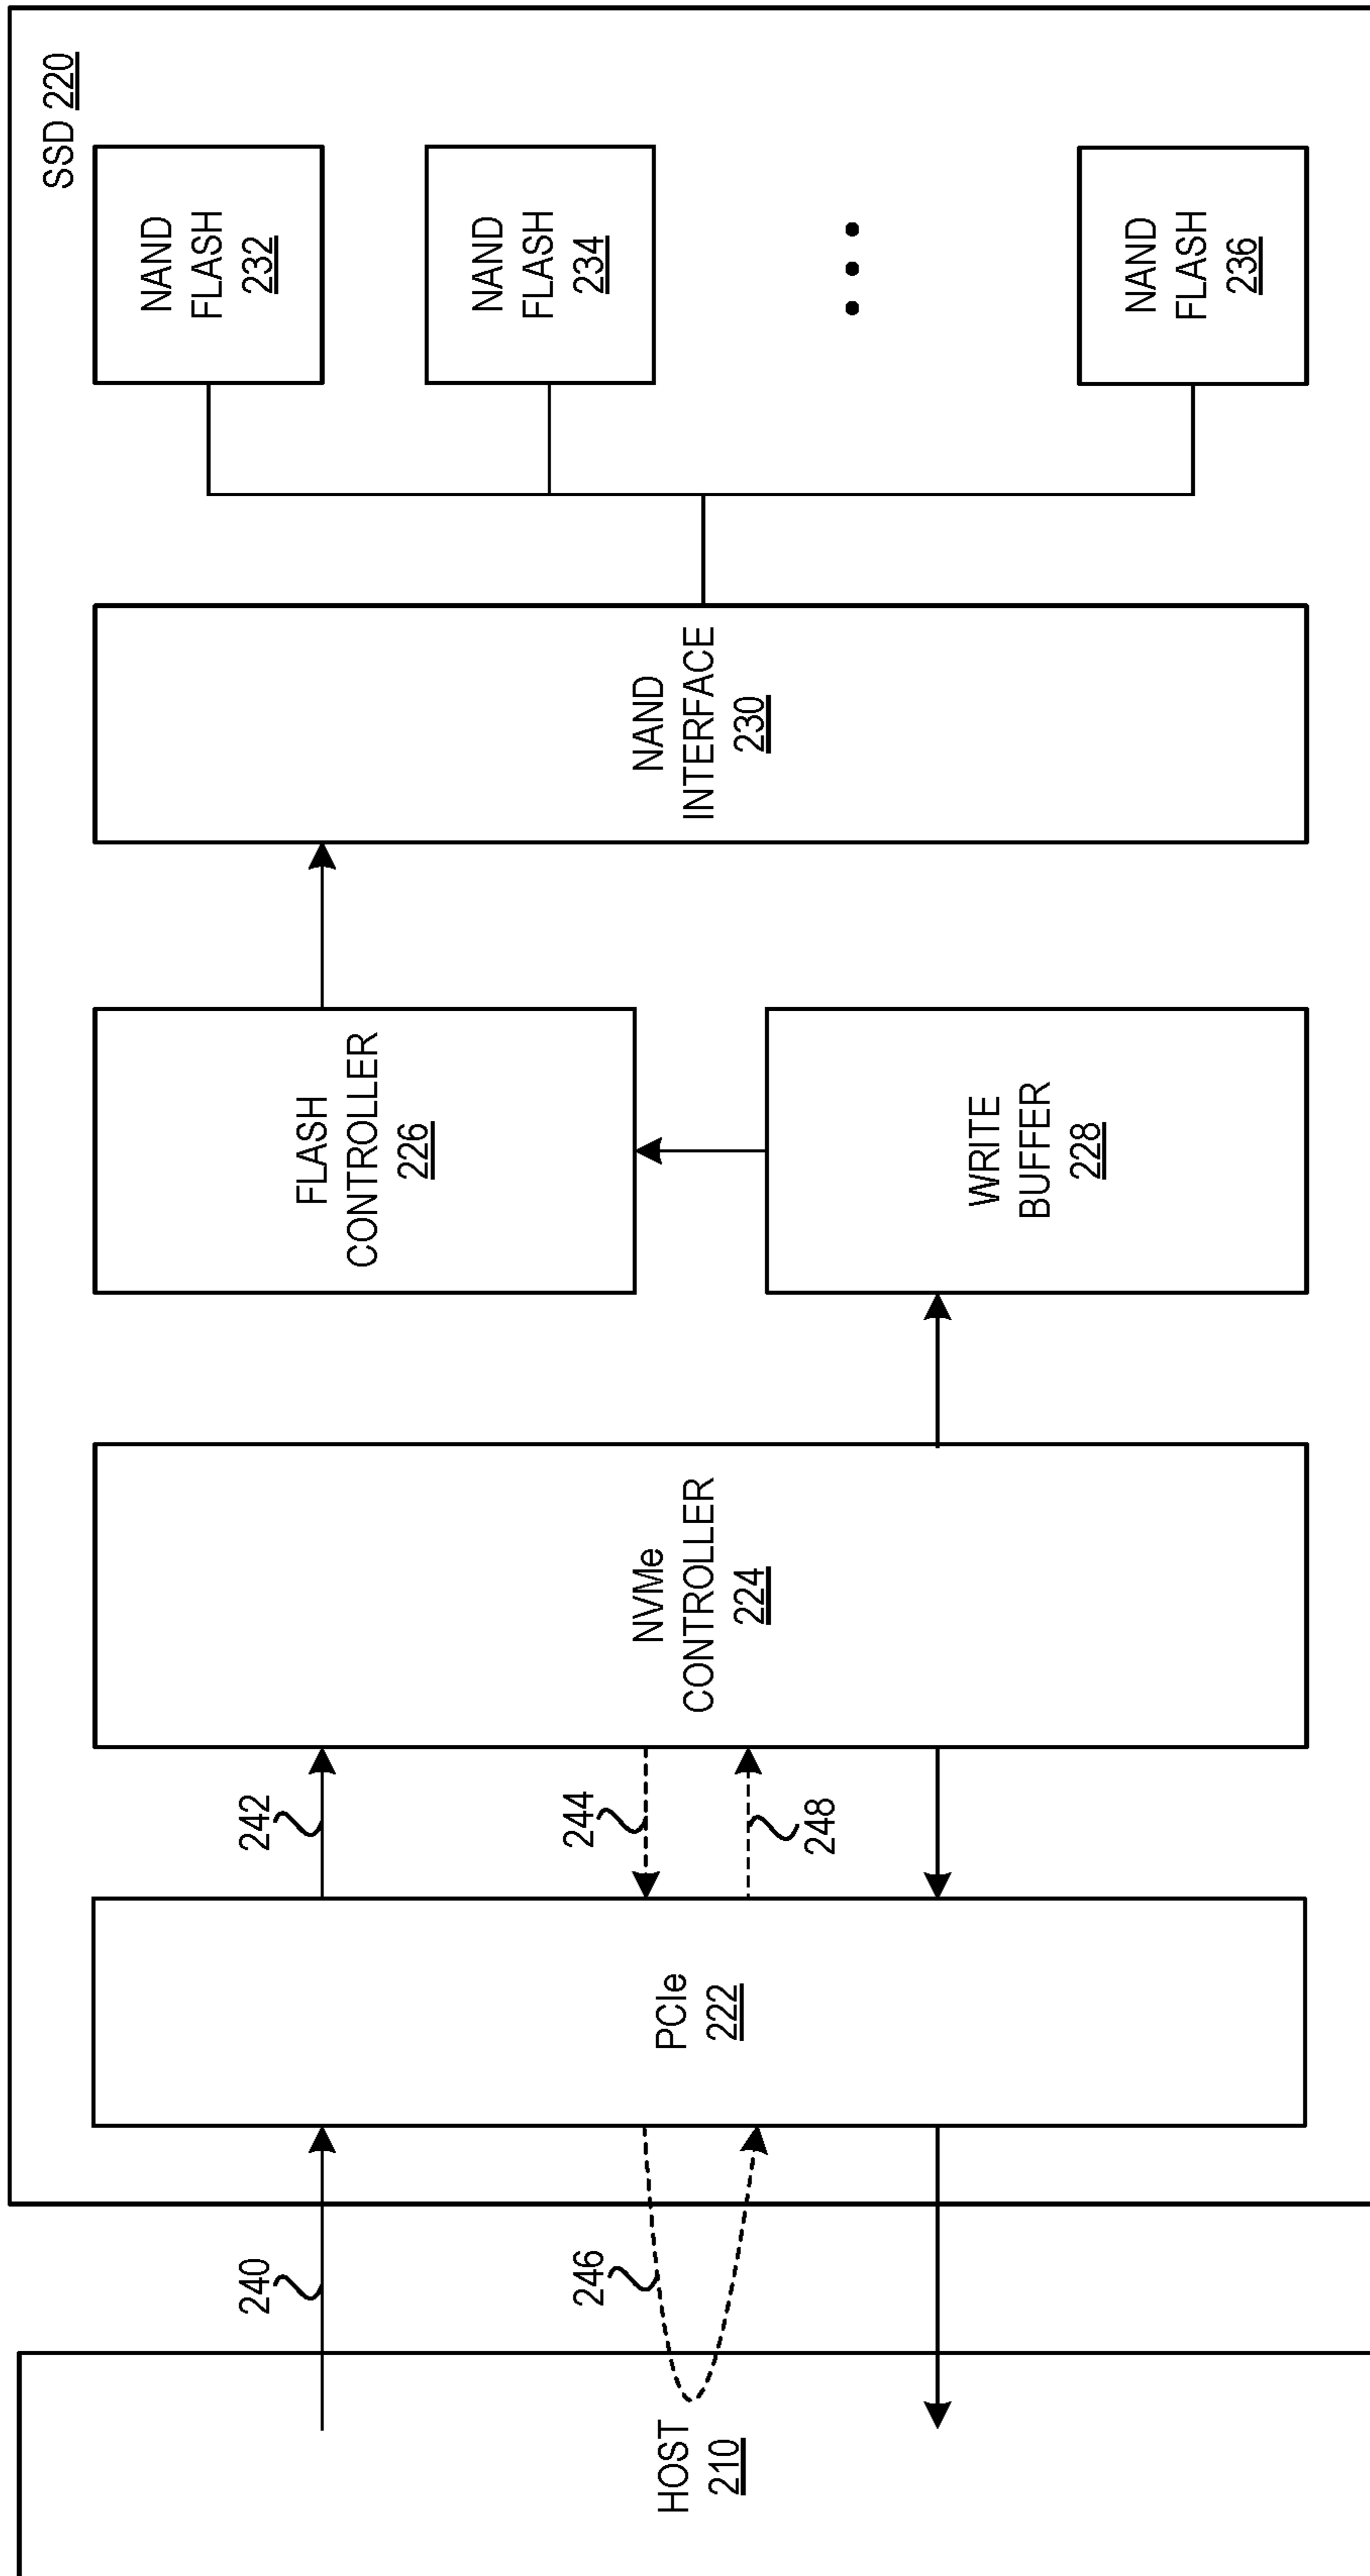 SSD 220
HOST
210
240
246
PCIe
222
242
244
248
NVMe
CONTROLLER
224
FLASH
CONTROLLER
226
WRITE
BUFFER
228
NAND
INTERFACE
230
NAND
FLASH
232
NAND
FLASH
234
NAND
FLASH
236